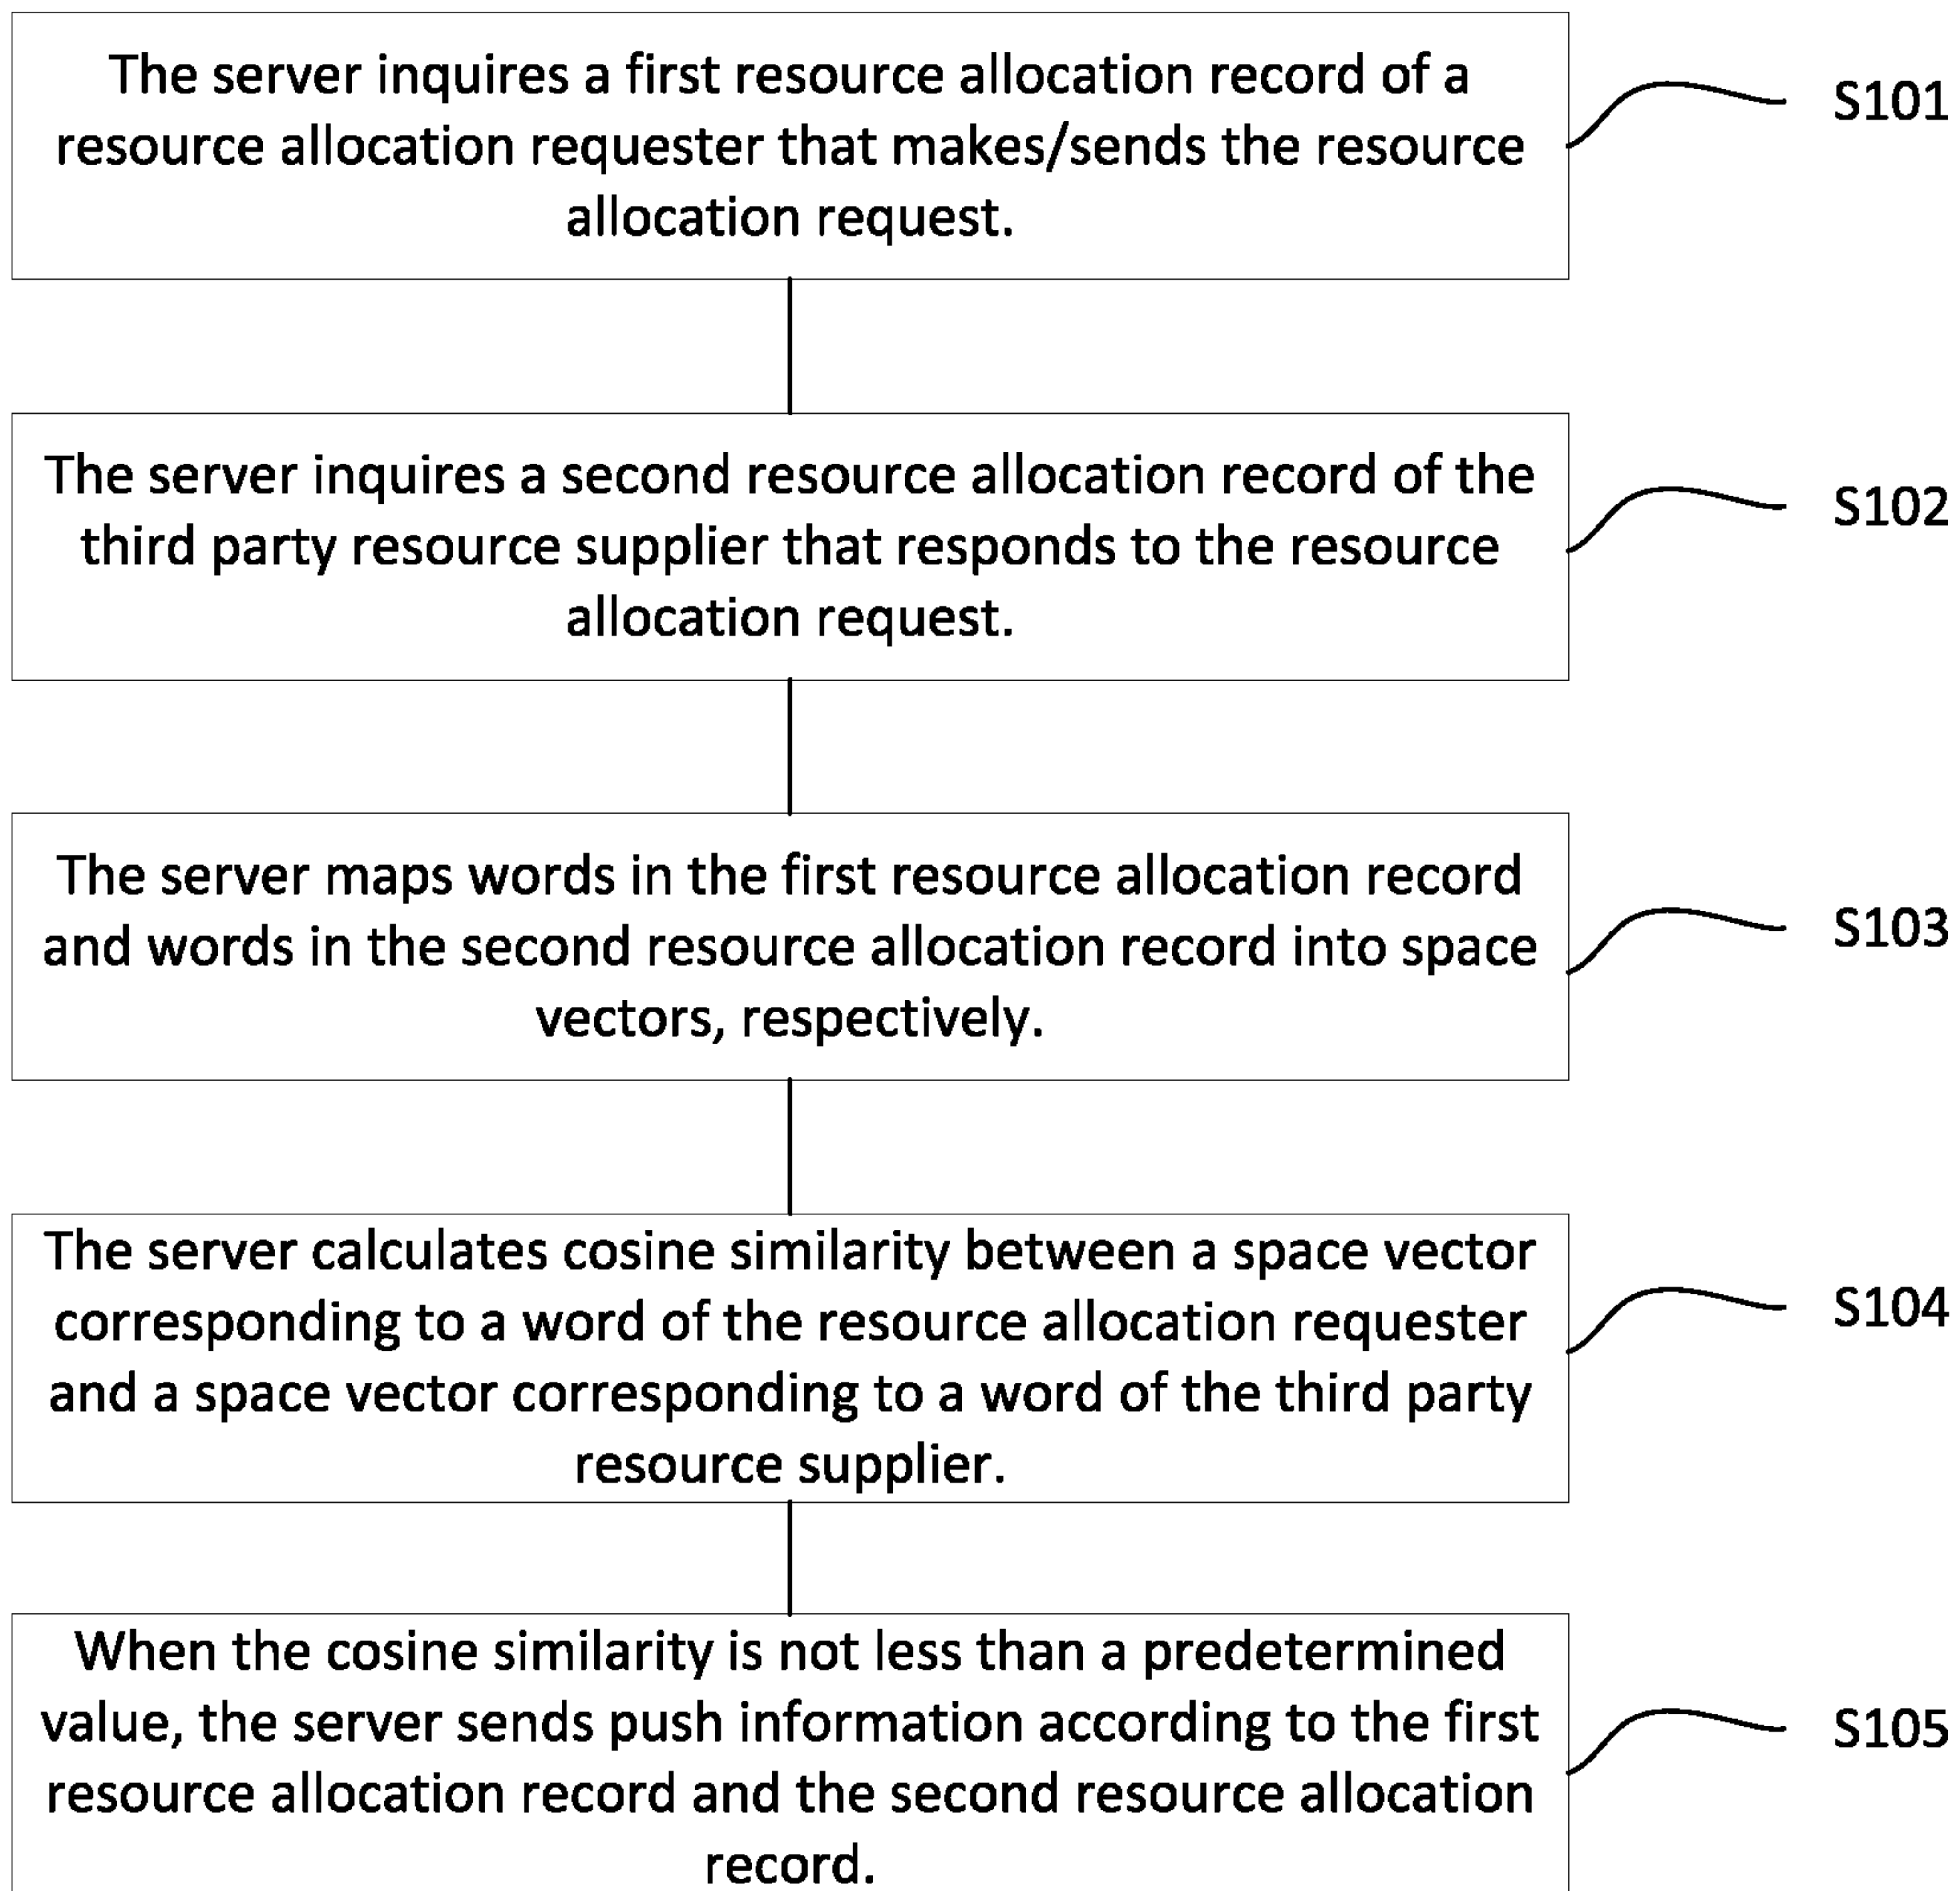 The server inquires a first resource allocation record of a
resource allocation requester that makes/sends the resource
allocation request.
S101
The server inquires a second resource allocation record of the
third party resource supplier that responds to the resource
allocation request.
S102
The server maps words in the first resource allocation record
and words in the second resource allocation record into space
vectors, respectively.
S103
The server calculates cosine similarity between a space vector
corresponding to a word of the resource allocation requester
and a space vector corresponding to a word of the third party
resource supplier.
S104
When the cosine similarity is not less than a predetermined
value, the server sends push information according to the first
resource allocation record and the second resource allocation
record.
S105